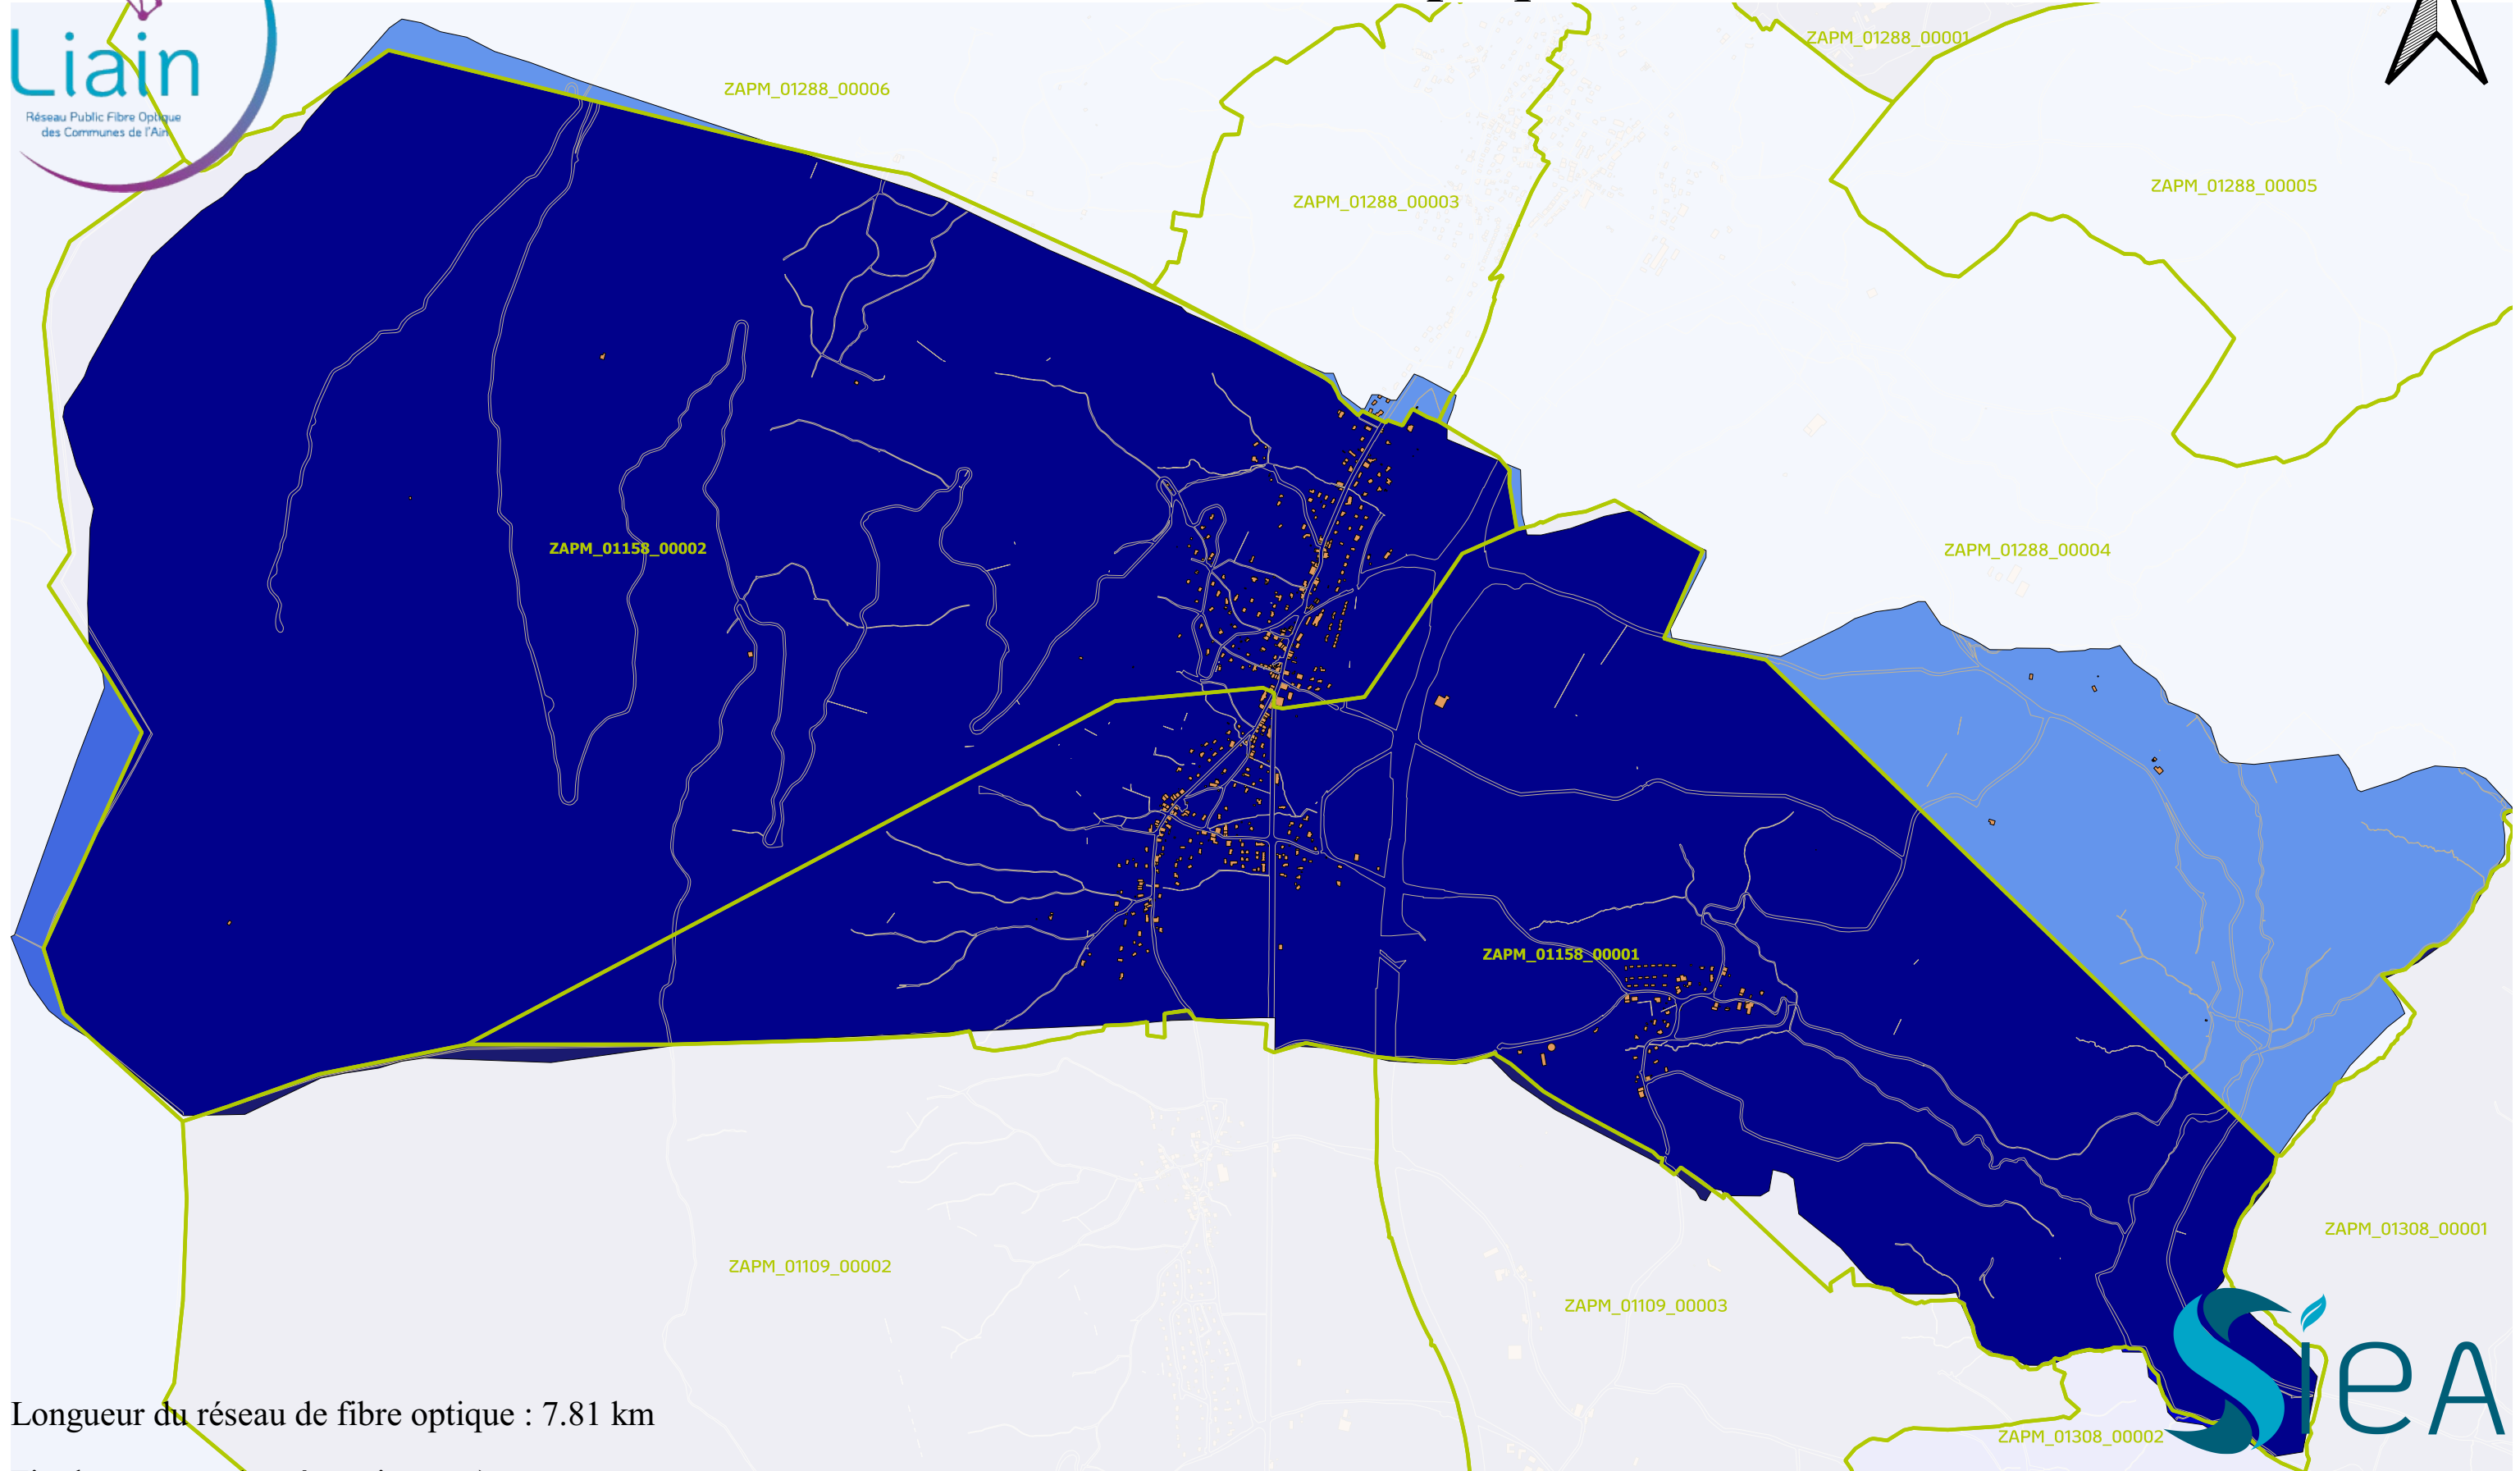 Liain
Réseau Public Fibre Optique
des Communes de l'Ain
ZAPM_01288_00006
ZAPM_01288_00003
ZAPM_01288_00001
ZAPM_01288_00005
ZAPM_01158_00002
ZAPM_01288_00004
ZAPM_01158_00001
ZAPM_01109_00002
ZAPM_01109_00003
ZAPM_01308_00001
ZAPM_01308_00002
Longueur du réseau de fibre optique : 7.81 km
SieA